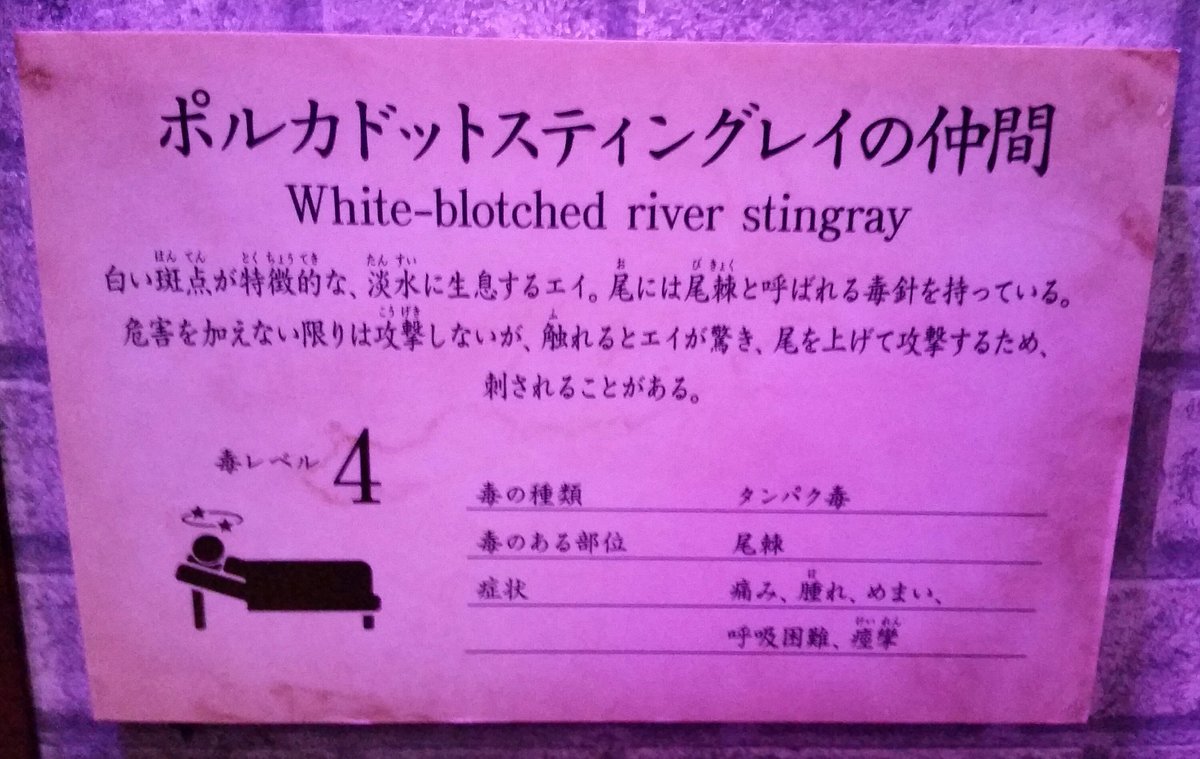 ポルカドットスティングレイの仲間
White-blotched river stingray
白い斑点が特徴的な、淡水に生息するエイ。尾には尾棘と呼ばれる毒針を持っている。
危害を加えない限りは攻撃しないが、触れるとエイが驚き、尾を上げて攻撃するため、
刺されることがある。
毒レベル 4
毒の種類 タンパク毒
毒のある部位 尾棘
症状 痛み、腫れ、めまい、
呼吸困難、痙攣